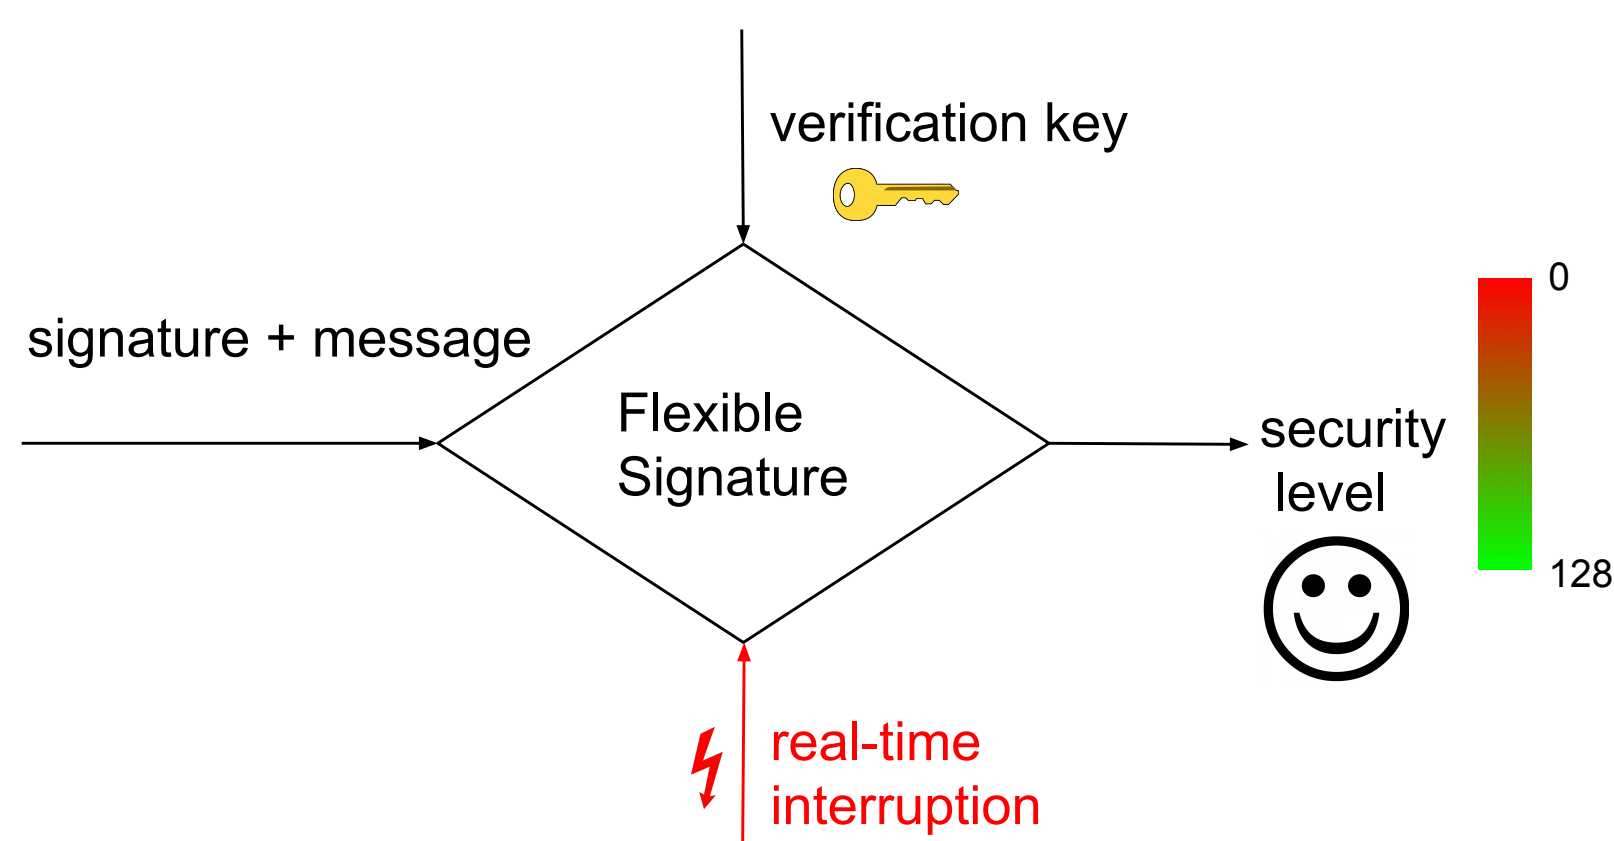 verification key
signature + message
Flexible
Signature
security
level
0
128
real-time
interruption